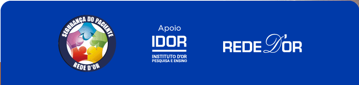 SEGURANÇA DO PACIENTE
REDE D'OR
Apoio
IDOR
INSTITUTO D'OR
PESQUISA E ENSINO
REDE D'OR